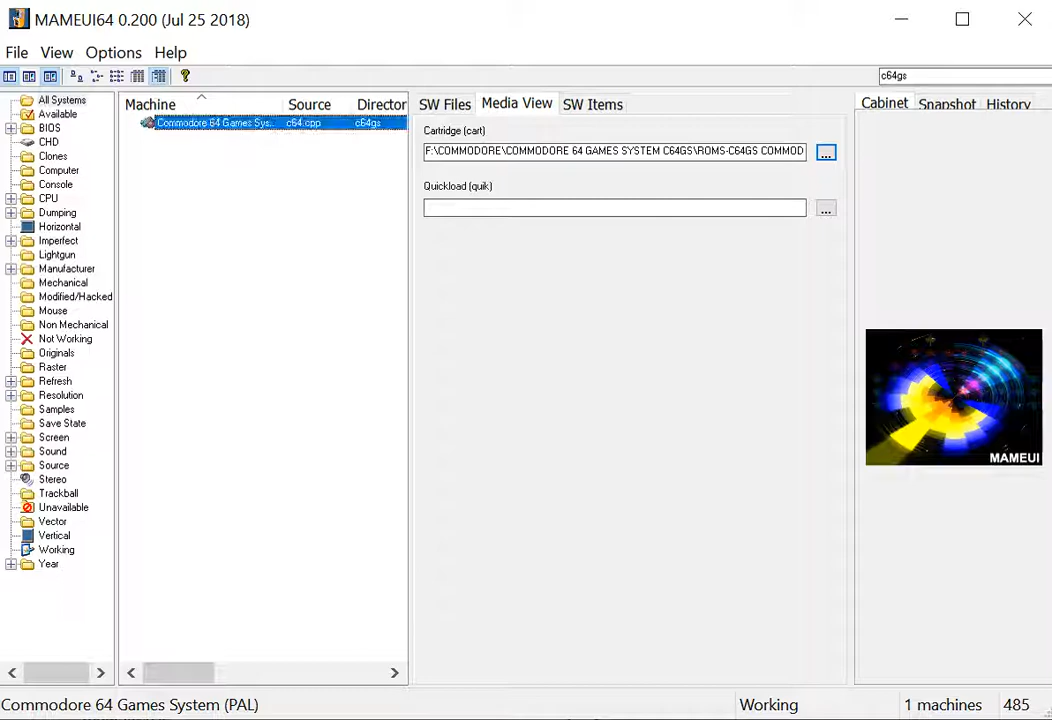 MAMEUI64 0.200 (Jul 25 2018)
File View Options Help
c64gs
All Systems
Available
BIOS
CHD
Clones
Computer
Console
CPU
Dumping
Horizontal
Imperfect
Lightgun
Manufacturer
Mechanical
Modified/Hacked
Mouse
Non Mechanical
Not Working
Originals
Raster
Refresh
Resolution
Samples
Save State
Screen
Sound
Source
Stereo
Trackball
Unavailable
Vector
Vertical
Working
Year
Machine Source Director
Commodore 64 Games Sys... c64.cpp c64gs
SW Files Media View SW Items
Cartridge (cart)
F:\COMMODORE\COMMODORE 64 GAMES SYSTEM C64GS\ROMS-C64GS COMMOD
...
Quickload (quik)
...
Cabinet Snapshot History
MAMEUI
Commodore 64 Games System (PAL) Working 1 machines 485